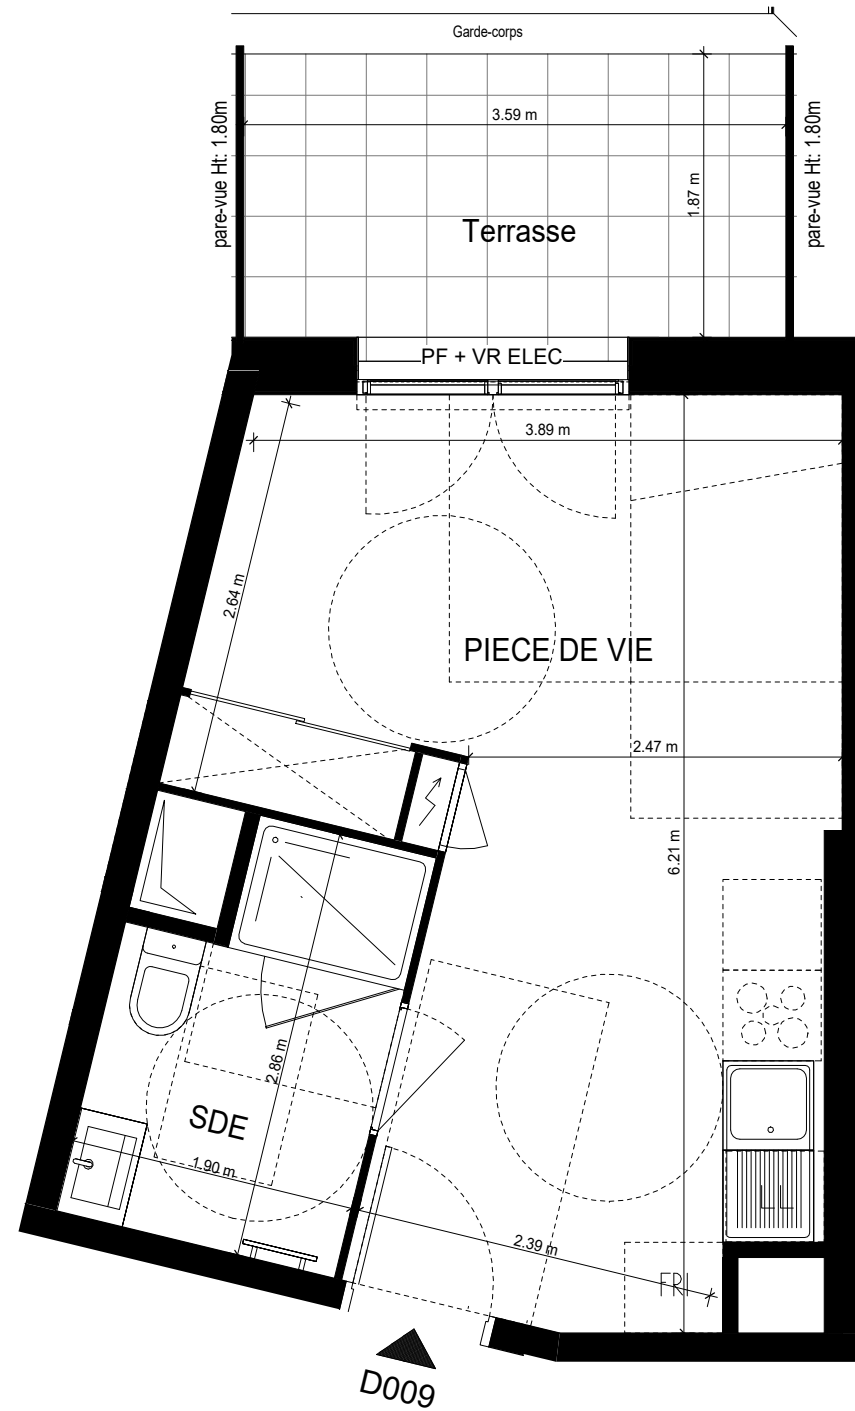 Garde-corps
pare-vue Ht: 1.80m
3.59 m
pare-vue Ht: 1.80m
1.87 m
Terrasse
PF + VR ELEC
3.89 m
2.64 m
PIECE DE VIE
2.47 m
6.21 m
2.86 m
SDE
1.90 m
LL
2.39 m
FRI
D009